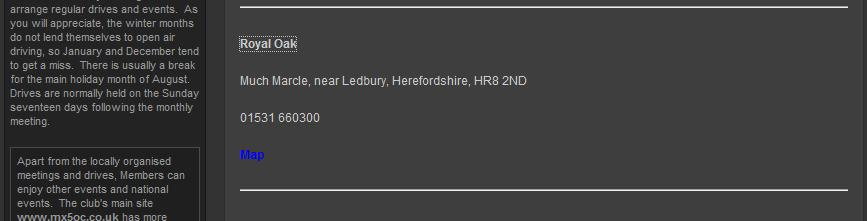 arrange regular drives and events. As
you will appreciate, the winter months
do not lend themselves to open air
driving, so January and December tend
to get a miss. There is usually a break
for the main holiday month of August.
Drives are normally held on the Sunday
seventeen days following the monthly
meeting.
Apart from the locally organised
meetings and drives, Members can
enjoy other events and national
events. The club's main site
www.mx5oc.co.uk has more
Royal Oak
Much Marcle, near Ledbury, Herefordshire, HR8 2ND
01531 660300
Map